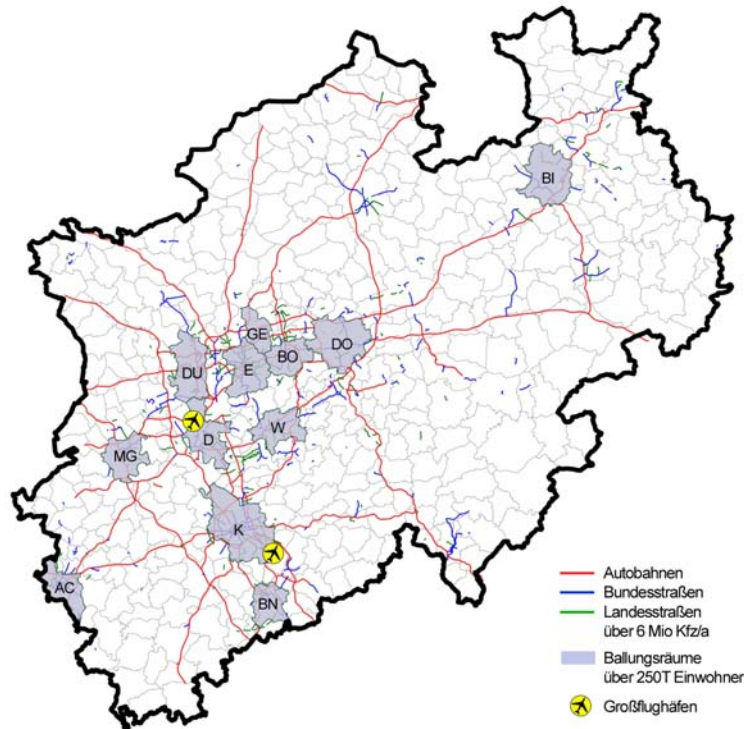 BI
GE
DO
BO
E
DU
D
W
MG
K
AC
BN
Autobahnen
Bundesstraßen
Landesstraßen
über 6 Mio Kfz/a
Ballungsräume
über 250T Einwohner
Großflughäfen